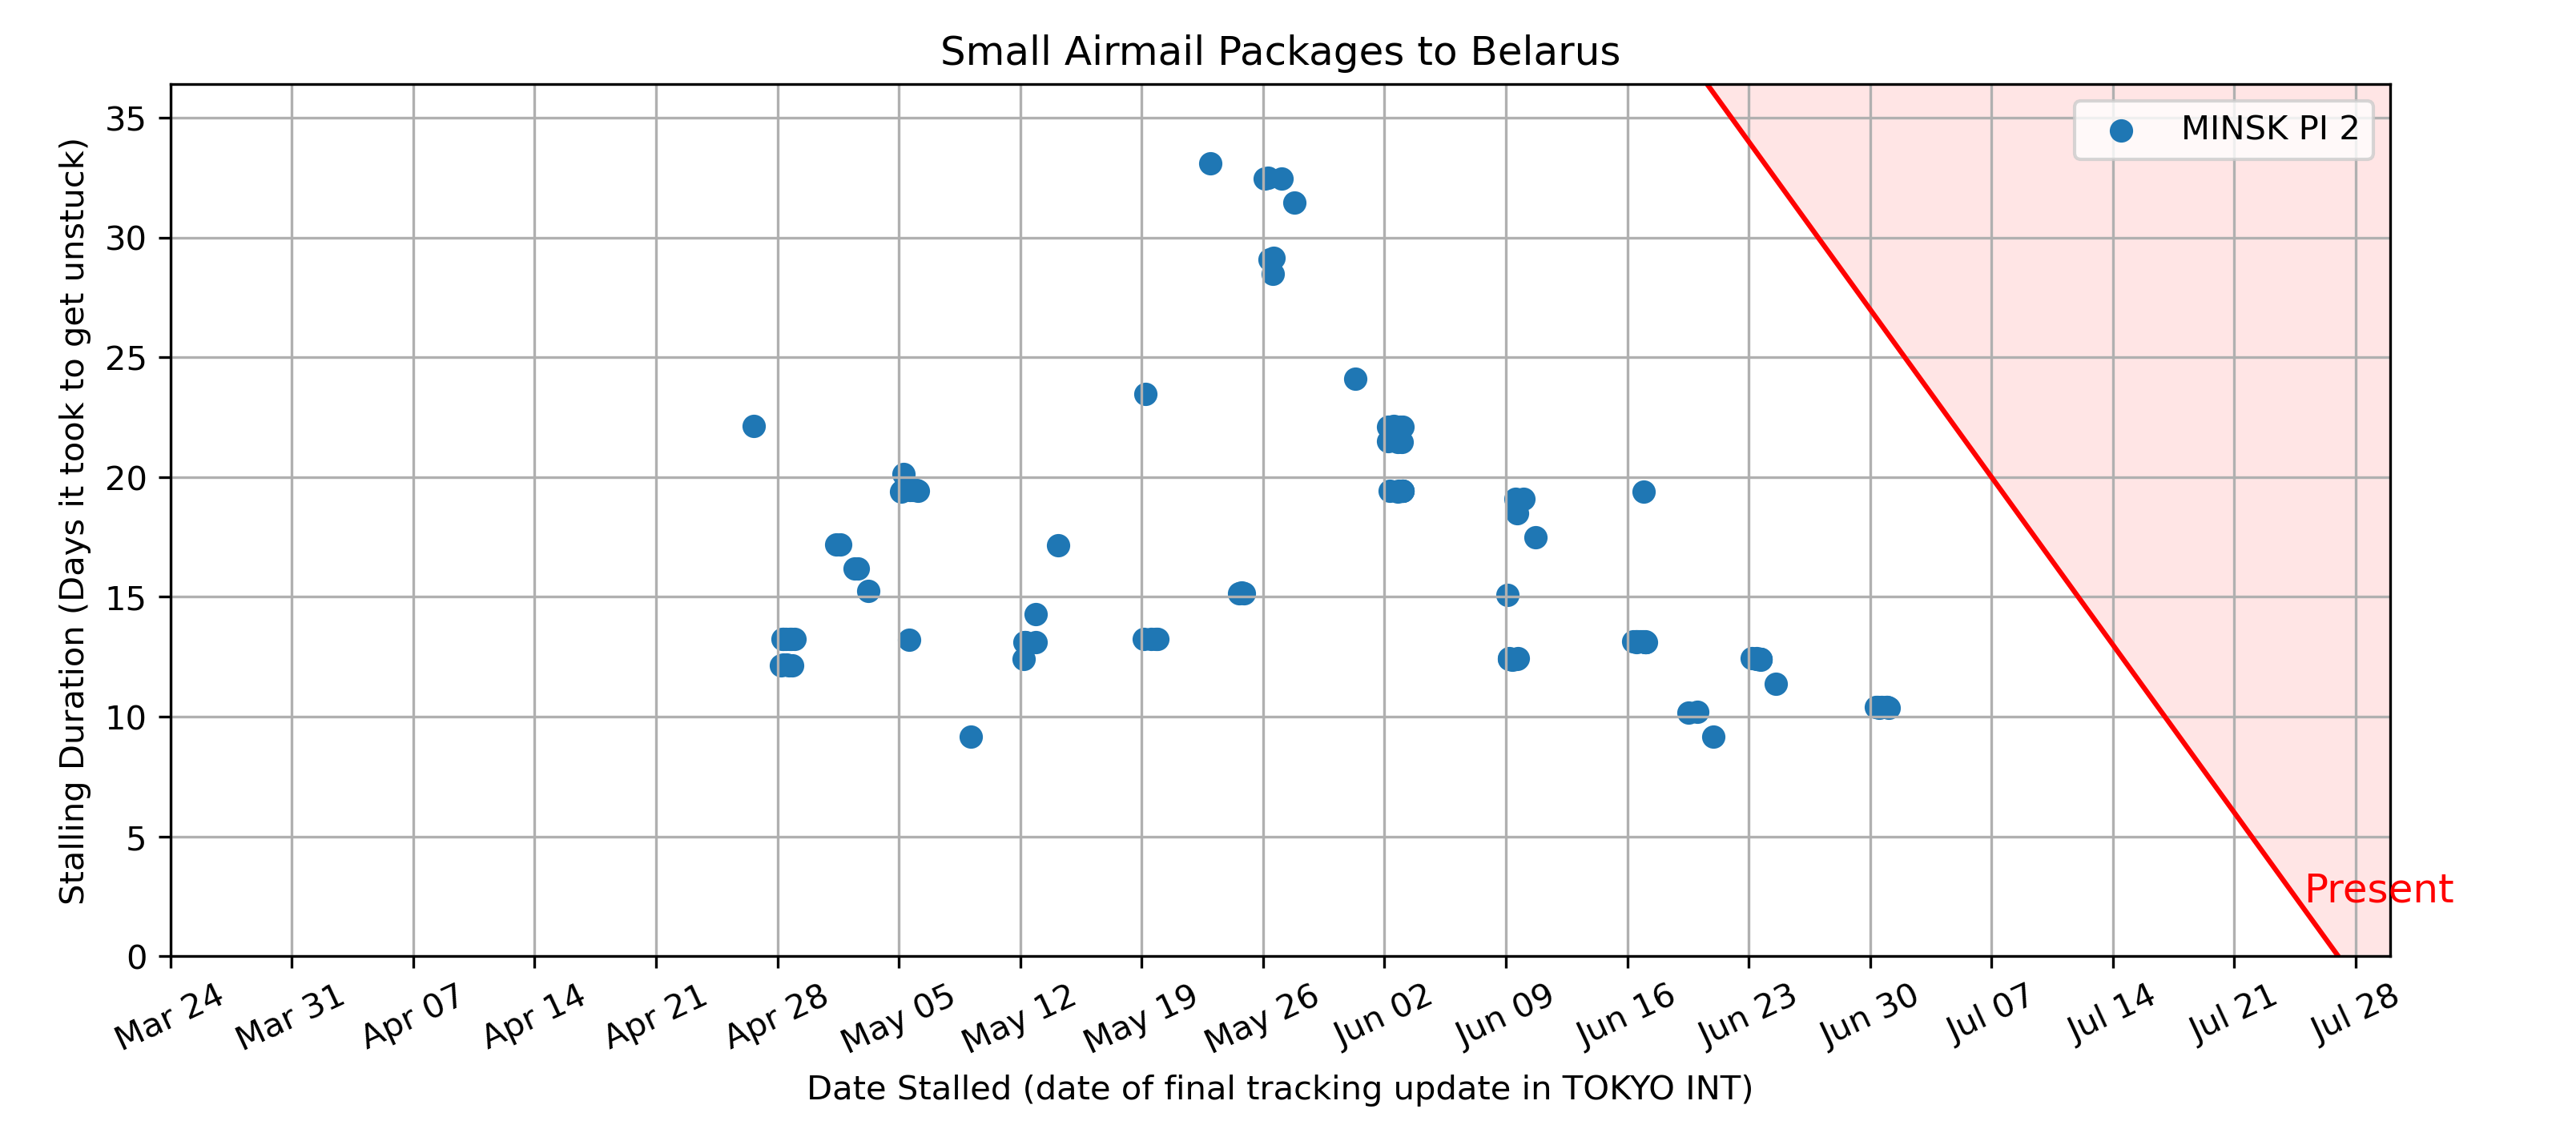 Small Airmail Packages to Belarus
MINSK PI 2
Stalling Duration (Days it took to get unstuck)
35
30
25
20
15
10
5
0
Present
Mar 24
Mar 31
Apr 07
Apr 14
Apr 21
Apr 28
May 05
May 12
May 19
May 26
Jun 02
Jun 09
Jun 16
Jun 23
Jun 30
Jul 07
Jul 14
Jul 21
Jul 28
Date Stalled (date of final tracking update in TOKYO INT)